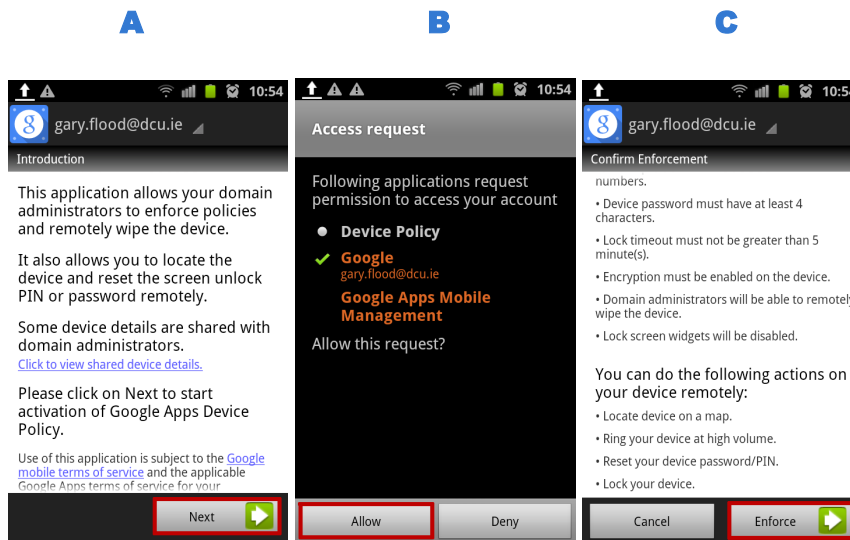 A
B
C
10:54
gary.flood@dcu.ie
Introduction
This application allows your domain
administrators to enforce policies
and remotely wipe the device.
It also allows you to locate the
device and reset the screen unlock
PIN or password remotely.
Some device details are shared with
domain administrators.
Click to view shared device details.
Please click on Next to start
activation of Google Apps Device
Policy.
Use of this application is subject to the Google
mobile terms of service and the applicable
Google Apps terms of service for your
Next
10:54
Access request
Following applications request
permission to access your account
Device Policy
Google
gary.flood@dcu.ie
Google Apps Mobile
Management
Allow this request?
Allow
Deny
10:54
gary.flood@dcu.ie
Confirm Enforcement
numbers.
• Device password must have at least 4
characters.
• Lock timeout must not be greater than 5
minute(s).
• Encryption must be enabled on the device.
• Domain administrators will be able to remotely
wipe the device.
• Lock screen widgets will be disabled.
You can do the following actions on
your device remotely:
• Locate device on a map.
• Ring your device at high volume.
• Reset your device password/PIN.
• Lock your device.
Cancel
Enforce